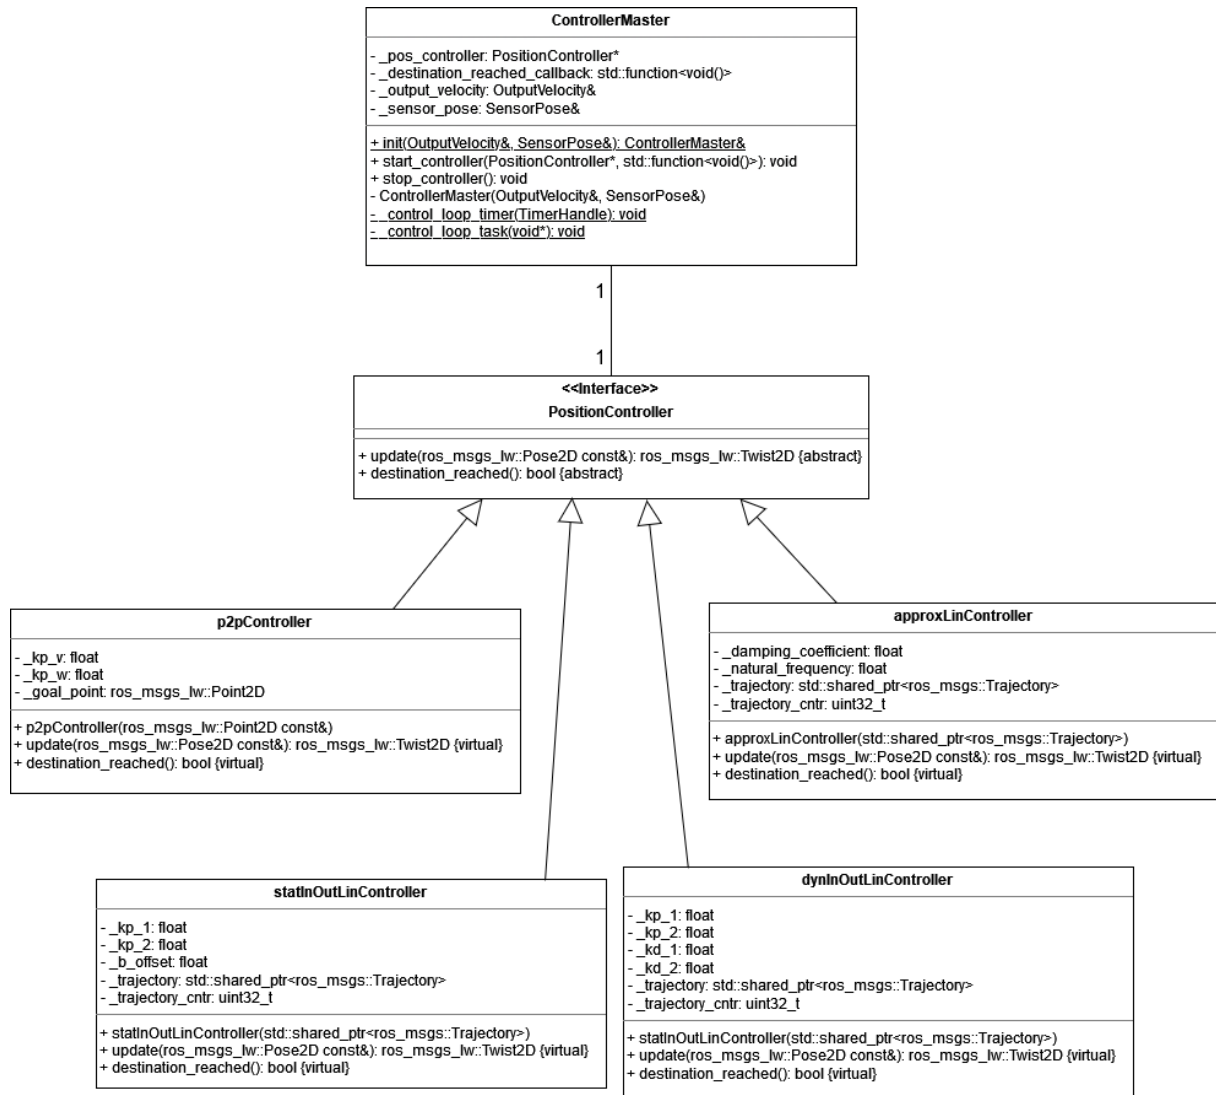 ControllerMaster
- _pos_controller: PositionController*
- _destination_reached_callback: std::function<void()>
- _output_velocity: OutputVelocity&
- _sensor_pose: SensorPose&
+ init(OutputVelocity&, SensorPose&): ControllerMaster&
+ start_controller(PositionController*, std::function<void()>): void
+ stop_controller(): void
- ControllerMaster(OutputVelocity&, SensorPose&)
- _control_loop_timer(TimerHandle): void
- _control_loop_task(void*): void
1
1
<<Interface>>
PositionController
+ update(ros_msgs_lw::Pose2D const&): ros_msgs_lw::Twist2D {abstract}
+ destination_reached(): bool {abstract}
p2pController
- _kp_v: float
- _kp_w: float
- _goal_point: ros_msgs_lw::Point2D
+ p2pController(ros_msgs_lw::Point2D const&)
+ update(ros_msgs_lw::Pose2D const&): ros_msgs_lw::Twist2D {virtual}
+ destination_reached(): bool {virtual}
approxLinController
- _damping_coefficient: float
- _natural_frequency: float
- _trajectory: std::shared_ptr<ros_msgs::Trajectory>
- _trajectory_cntr: uint32_t
+ approxLinController(std::shared_ptr<ros_msgs::Trajectory>)
+ update(ros_msgs_lw::Pose2D const&): ros_msgs_lw::Twist2D {virtual}
+ destination_reached(): bool {virtual}
statInOutLinController
- _kp_1: float
- _kp_2: float
- _b_offset: float
- _trajectory: std::shared_ptr<ros_msgs::Trajectory>
- _trajectory_cntr: uint32_t
+ statInOutLinController(std::shared_ptr<ros_msgs::Trajectory>)
+ update(ros_msgs_lw::Pose2D const&): ros_msgs_lw::Twist2D {virtual}
+ destination_reached(): bool {virtual}
dynInOutLinController
- _kp_1: float
- _kp_2: float
- _kd_1: float
- _kd_2: float
- _trajectory: std::shared_ptr<ros_msgs::Trajectory>
- _trajectory_cntr: uint32_t
+ statInOutLinController(std::shared_ptr<ros_msgs::Trajectory>)
+ update(ros_msgs_lw::Pose2D const&): ros_msgs_lw::Twist2D {virtual}
+ destination_reached(): bool {virtual}